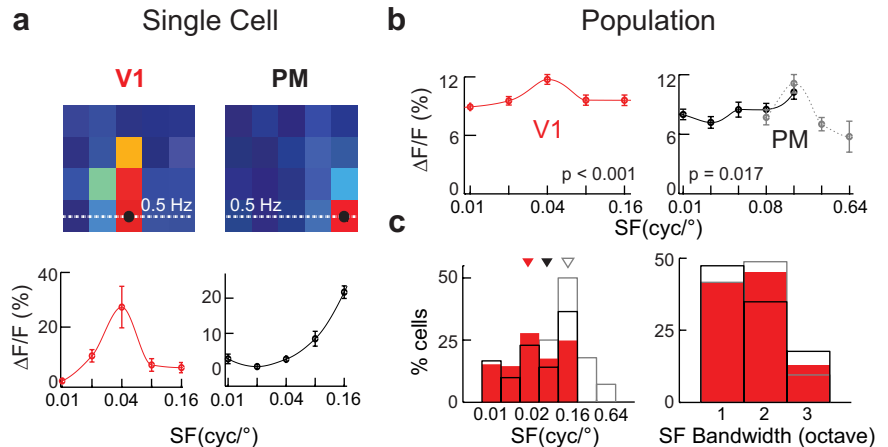 a Single Cell
V1 PM
0.5 Hz 0.5 Hz
ΔF/F (%)
40
20
0
0.01 0.04 0.16
20
10
0
0.01 0.04 0.16
SF(cyc/°)
b Population
ΔF/F (%)
12
6
0
V1
p < 0.001
0.01 0.04 0.16
12
6
0
PM
p = 0.017
0.01 0.08 0.64
SF(cyc/°)
c
% cells
50
25
0
0.01 0.02 0.16 0.64
SF(cyc/°)
50
25
0
1 2 3
SF Bandwidth (octave)